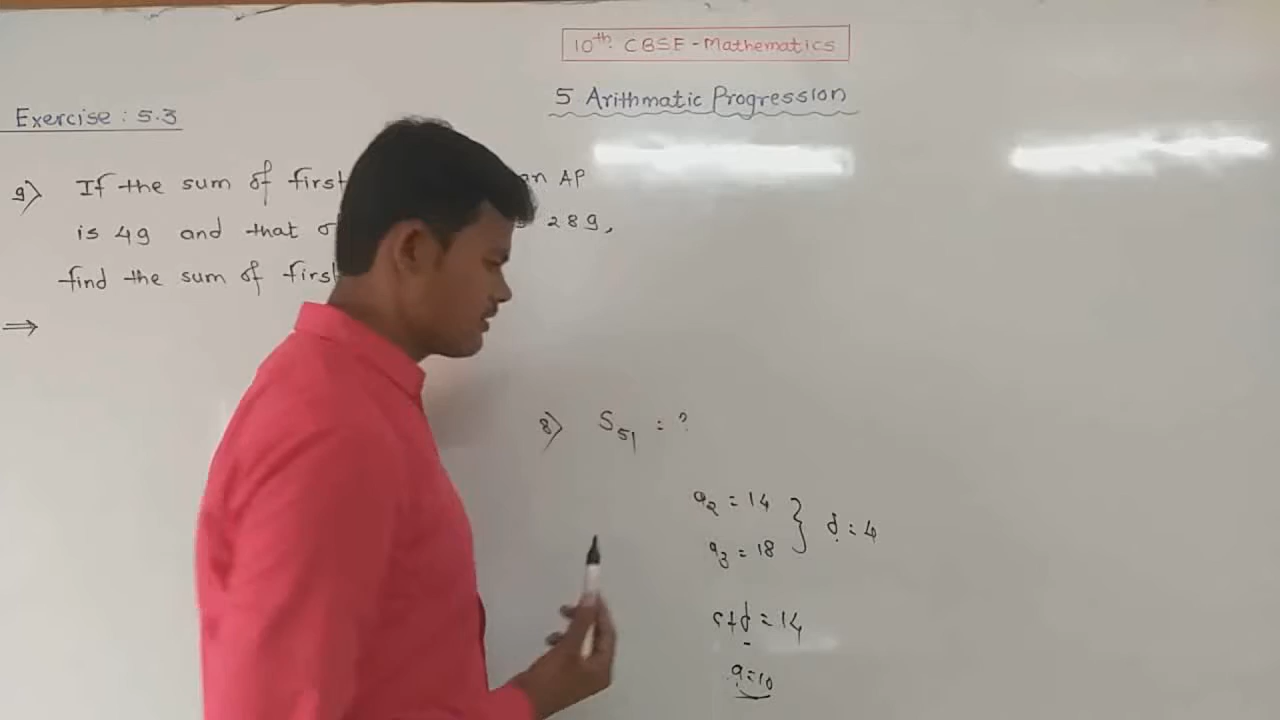 10th CBSE - Mathematics
5 Arithmatic Progression
Exercise : 5.3
9) If the sum of first an AP
is 49 and that 289,
find the sum of first
⇒
8) S51 = ?
a2 = 14
a3 = 18 } d = 4
a+d = 14
a = 10